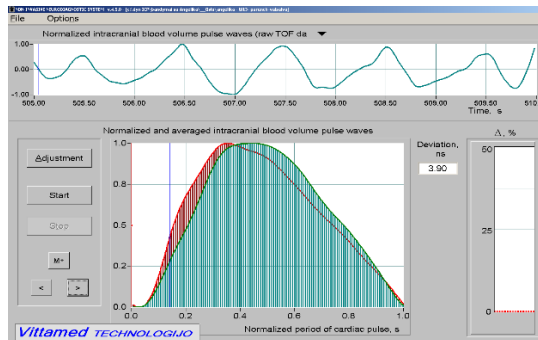 File Options
Normalized intracranial blood volume pulse waves (raw TOF da
1.00
0.00
-1.00
505.00 505.50 506.00 506.50 507.00 507.50 508.00 508.50 509.00 509.50 510
Time, s
Normalized and averaged intracranial blood volume pulse waves
Adjustment
Start
Stop
M+
< >
1.0
0.8
0.5
0.2
0.0
0.0 0.2 0.4 0.6 0.8 1.0
Normalized period of cardiac pulse, s
Deviation,
ns
3.90
Δ, %
50
25
0
Vittamed TECHNOLOGIJO